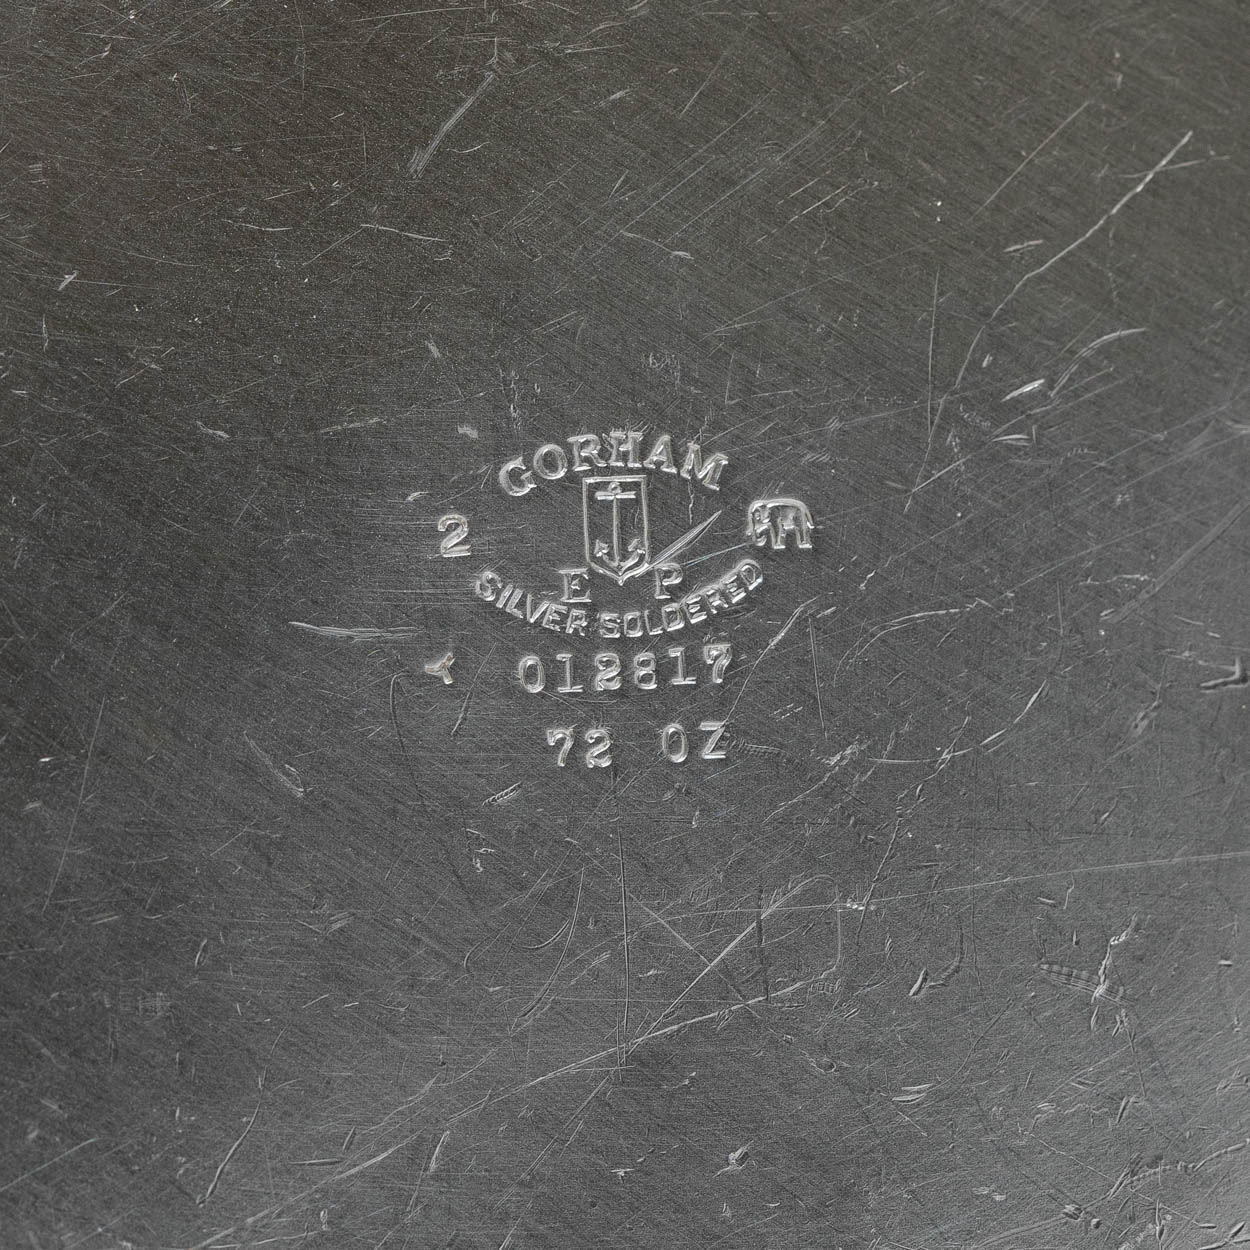 GORHAM
2
E P
SILVER SOLDERED
Y 012817
72 OZ